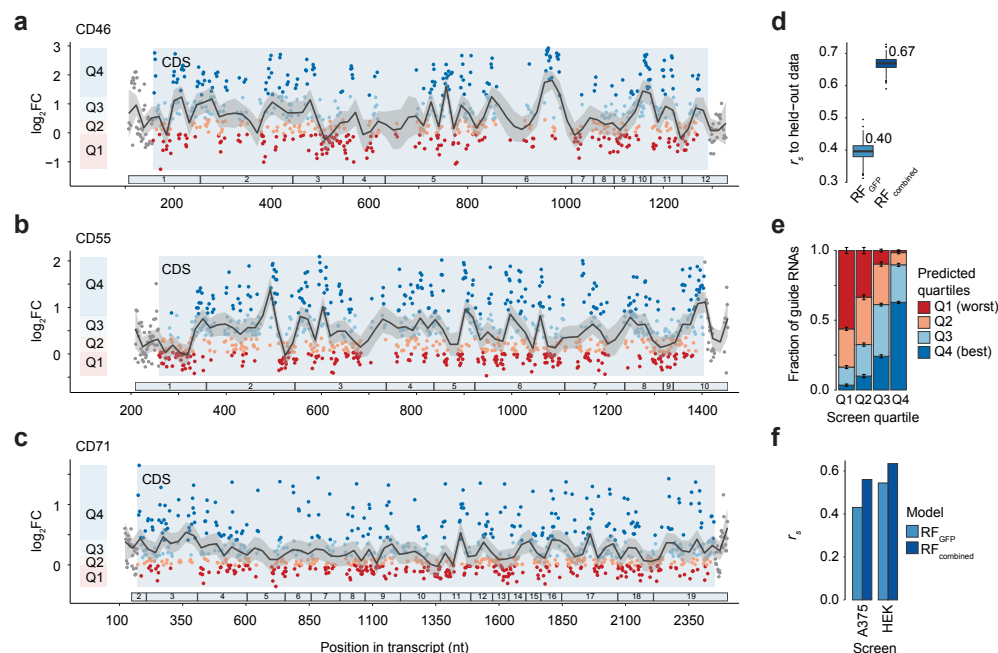 a
CD46
log2FC
3
2
1
0
−1
Q4
Q3
Q2
Q1
CDS
1 2 3 4 5 6 7 8 9 10 11 12
200 400 600 800 1000 1200
b
CD55
log2FC
2
1
0
Q4
Q3
Q2
Q1
CDS
1 2 3 4 5 6 7 8 9 10
200 400 600 800 1000 1200 1400
c
CD71
log2FC
1
0
Q4
Q3
Q2
Q1
CDS
2 3 4 5 6 7 8 9 10 11 12 13 14 15 16 17 18 19
100 350 600 850 1100 1350 1600 1850 2100 2350
Position in transcript (nt)
d
rs to held−out data
0.7
0.6
0.5
0.4
0.3
0.40
0.67
RFGFP
RFcombined
e
Fraction of guide RNAs
1.0
0.5
0.0
Q1 Q2 Q3 Q4
Screen quartile
Predicted
quartiles
Q1 (worst)
Q2
Q3
Q4 (best)
f
rs
0.6
0.4
0.2
0.0
A375
HEK
Screen
Model
RFGFP
RFcombined